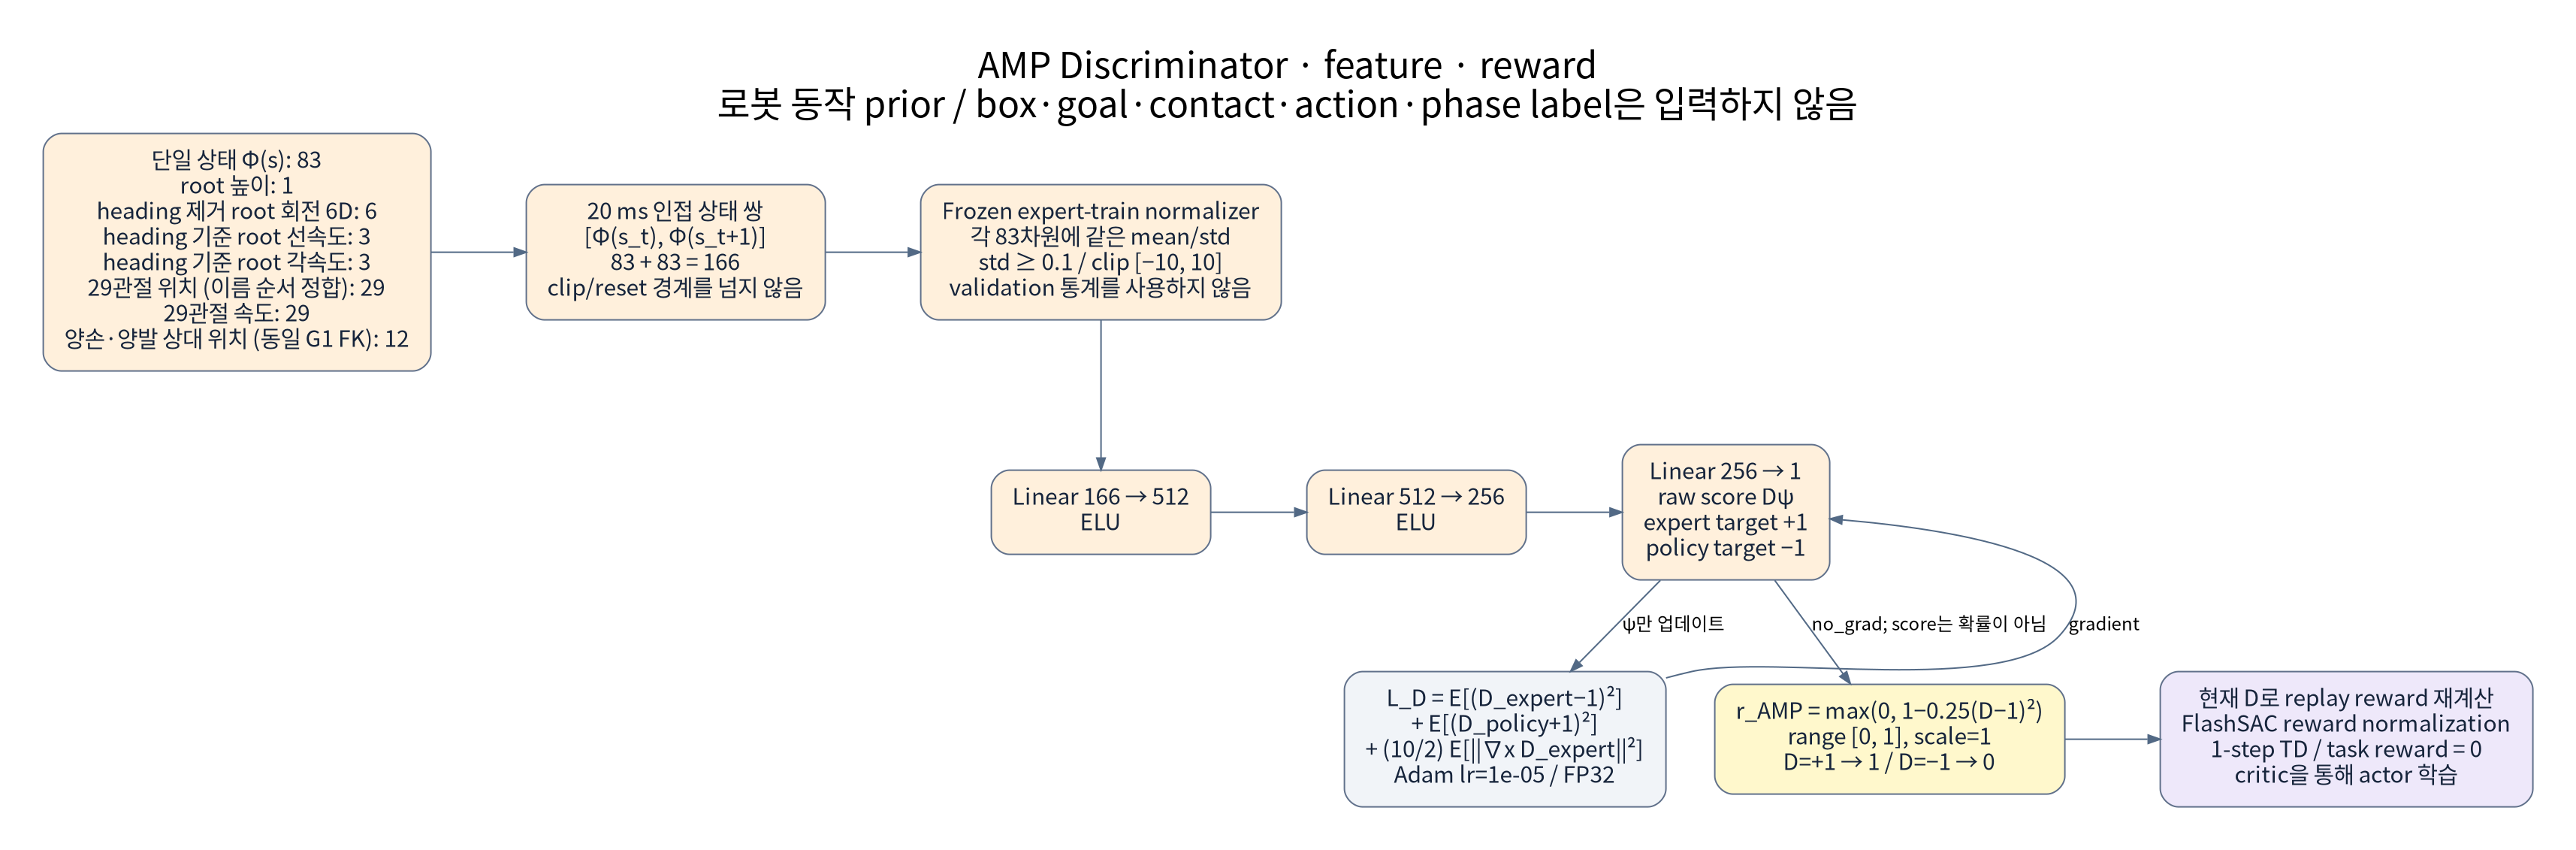 AMP Discriminator · feature · reward
로봇 동작 prior / box·goal·contact·action·phase label은 입력하지 않음
단일 상태 Φ(s): 83
root 높이: 1
heading 제거 root 회전 6D: 6
heading 기준 root 선속도: 3
heading 기준 root 각속도: 3
29관절 위치 (이름 순서 정합): 29
29관절 속도: 29
양손·양발 상대 위치 (동일 G1 FK): 12
20 ms 인접 상태 쌍
[Φ(s_t), Φ(s_t+1)]
83 + 83 = 166
clip/reset 경계를 넘지 않음
Frozen expert-train normalizer
각 83차원에 같은 mean/std
std ≥ 0.1 / clip [−10, 10]
validation 통계를 사용하지 않음
Linear 166 → 512
ELU
Linear 512 → 256
ELU
Linear 256 → 1
raw score Dψ
expert target +1
policy target −1
ψ만 업데이트
no_grad; score는 확률이 아님
gradient
L_D = E[(D_expert−1)²]
+ E[(D_policy+1)²]
+ (10/2) E[||∇x D_expert||²]
Adam lr=1e-05 / FP32
r_AMP = max(0, 1−0.25(D−1)²)
range [0, 1], scale=1
D=+1 → 1 / D=−1 → 0
현재 D로 replay reward 재계산
FlashSAC reward normalization
1-step TD / task reward = 0
critic을 통해 actor 학습